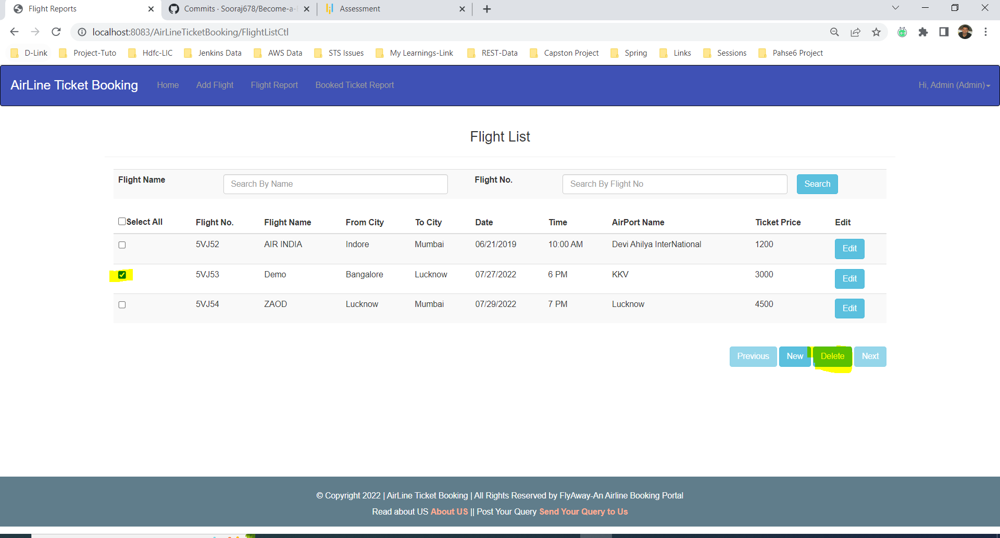 Flight Reports
Commits · Sooraj678/Become-a-
Assessment
localhost:8083/AirLineTicketBooking/FlightListCtl
D-Link Project-Tuto Hdfc-LIC Jenkins Data AWS Data STS Issues My Learnings-Link REST-Data Capston Project Spring Links Sessions Pahse6 Project
AirLine Ticket Booking Home Add Flight Flight Report Booked Ticket Report Hi, Admin (Admin)
Flight List
Flight Name Search By Name Flight No. Search By Flight No Search
Select All Flight No. Flight Name From City To City Date Time AirPort Name Ticket Price Edit
5VJ52 AIR INDIA Indore Mumbai 06/21/2019 10:00 AM Devi Ahilya InterNational 1200 Edit
5VJ53 Demo Bangalore Lucknow 07/27/2022 6 PM KKV 3000 Edit
5VJ54 ZAOD Lucknow Mumbai 07/29/2022 7 PM Lucknow 4500 Edit
Previous New Delete Next
© Copyright 2022 | AirLine Ticket Booking | All Rights Reserved by FlyAway-An Airline Booking Portal
Read about US About US || Post Your Query Send Your Query to Us